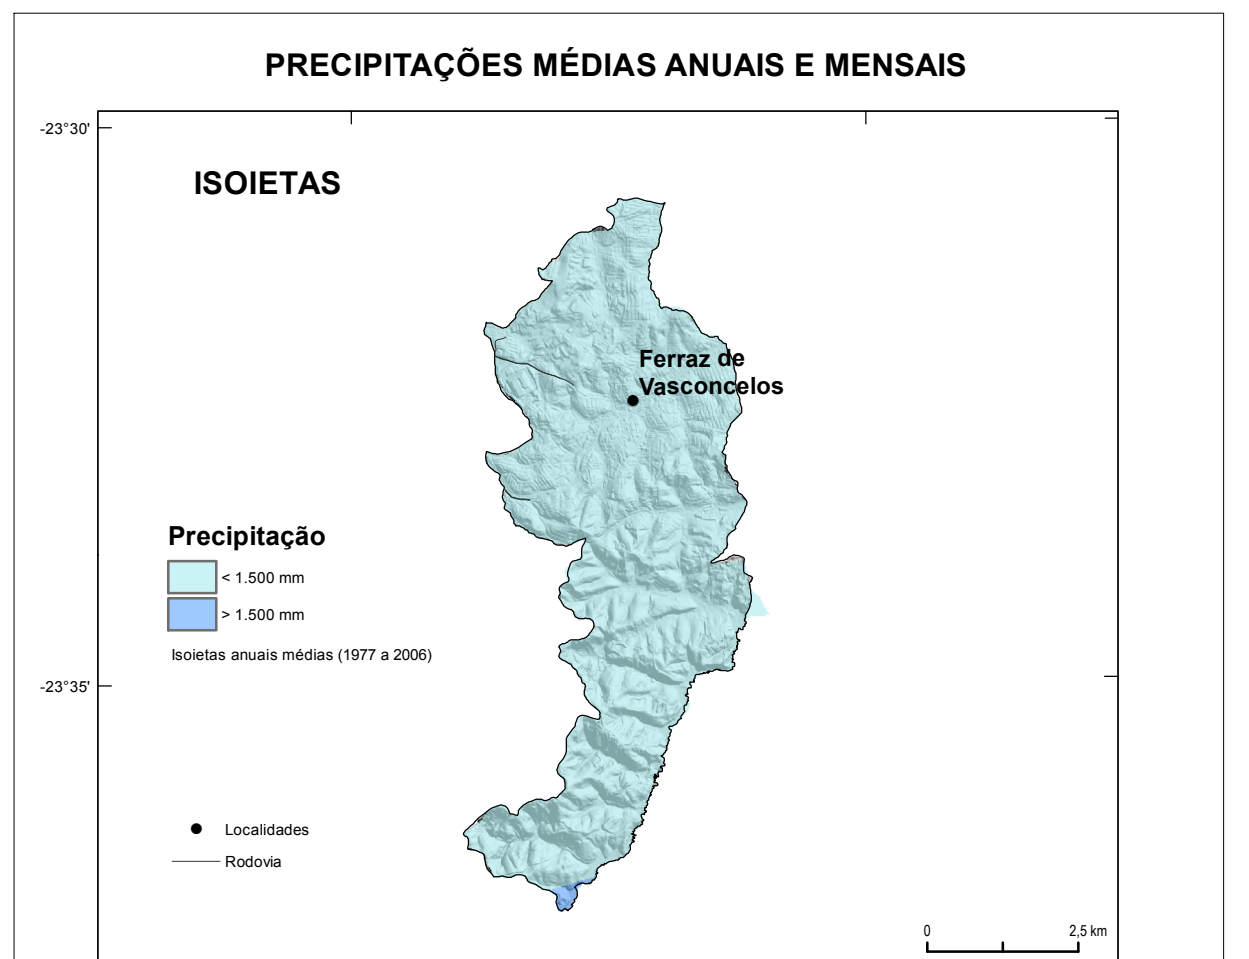 PRECIPITAÇÕES MÉDIAS ANUAIS E MENSAIS
-23°30'
ISOIETAS
Ferraz de
Vasconcelos
Precipitação
< 1.500 mm
> 1.500 mm
Isoietas anuais médias (1977 a 2006)
-23°35'
Localidades
Rodovia
0 2,5 km